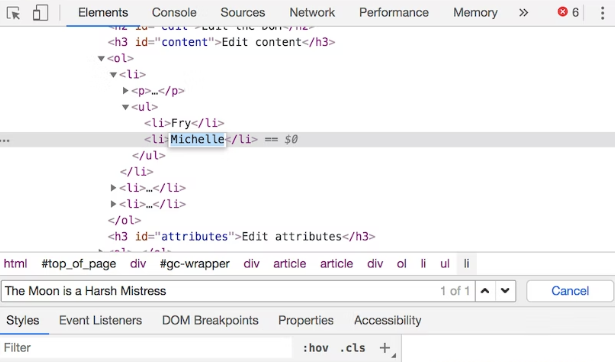 Elements Console Sources Network Performance Memory » 6
<h3 id="content">Edit content</h3>
▼<ol>
▼<li>
▶<p>…</p>
▼<ul>
<li>Fry</li>
… <li>Michelle</li> == $0
</ul>
</li>
▶<li>…</li>
▶<li>…</li>
</ol>
<h3 id="attributes">Edit attributes</h3>
html #top_of_page div #gc-wrapper div article article div ol li ul li
The Moon is a Harsh Mistress 1 of 1 Cancel
Styles Event Listeners DOM Breakpoints Properties Accessibility
Filter :hov .cls +